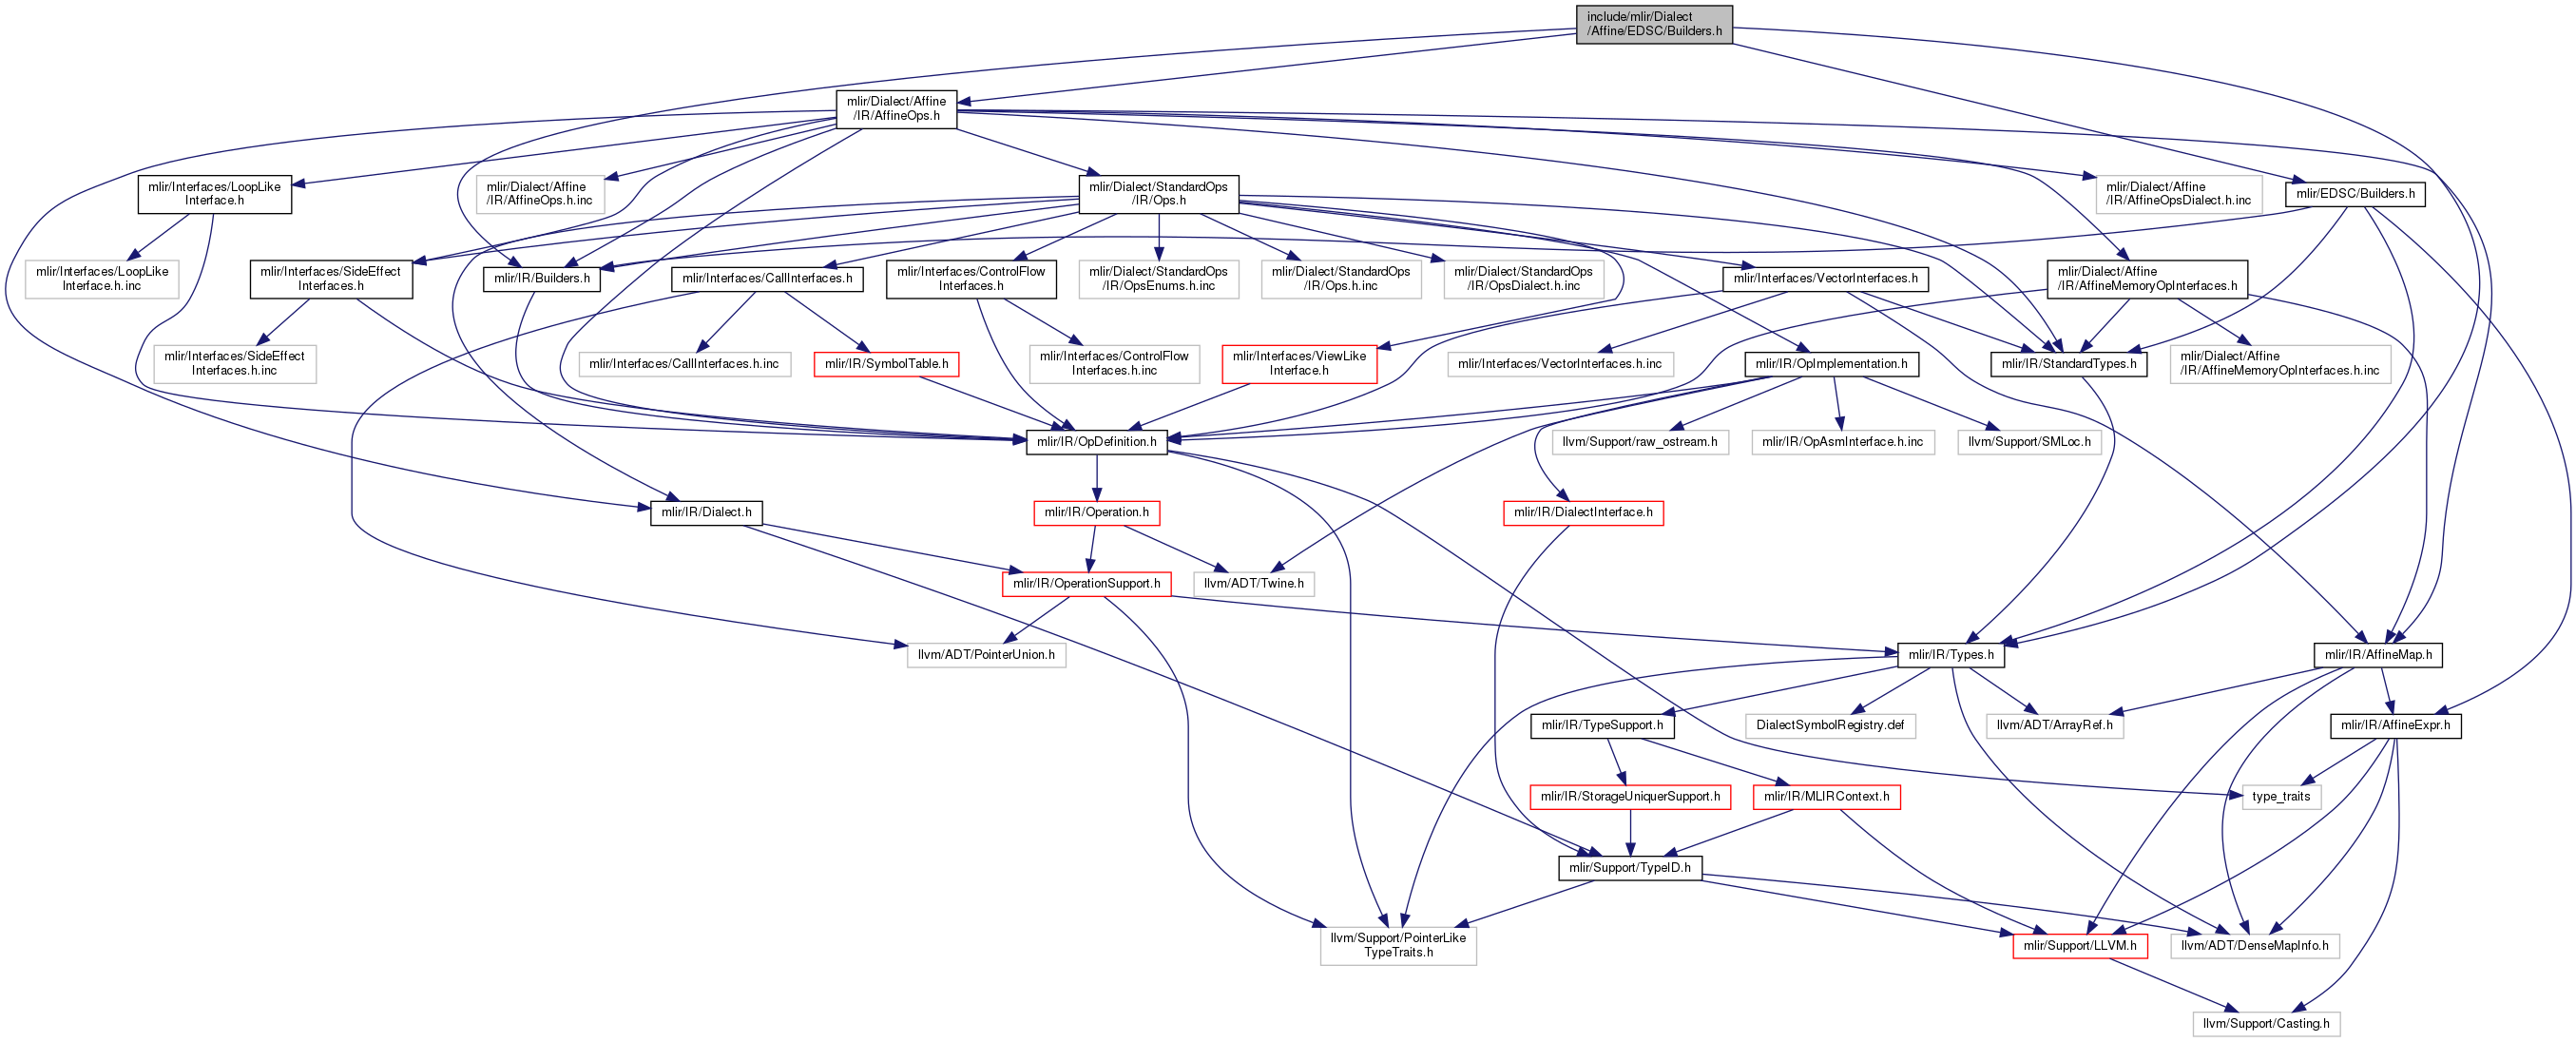 include/mlir/Dialect
/Affine/EDSC/Builders.h
mlir/Dialect/Affine
/IR/AffineOps.h
mlir/Interfaces/LoopLike
Interface.h
mlir/Dialect/Affine
/IR/AffineOps.h.inc
mlir/Dialect/StandardOps
/IR/Ops.h
mlir/Dialect/Affine
/IR/AffineOpsDialect.h.inc
mlir/EDSC/Builders.h
mlir/Interfaces/LoopLike
Interface.h.inc
mlir/Interfaces/SideEffect
Interfaces.h
mlir/IR/Builders.h
mlir/Interfaces/CallInterfaces.h
mlir/Interfaces/ControlFlow
Interfaces.h
mlir/Dialect/StandardOps
/IR/OpsEnums.h.inc
mlir/Dialect/StandardOps
/IR/Ops.h.inc
mlir/Dialect/StandardOps
/IR/OpsDialect.h.inc
mlir/Interfaces/VectorInterfaces.h
mlir/Dialect/Affine
/IR/AffineMemoryOpInterfaces.h
mlir/Interfaces/SideEffect
Interfaces.h.inc
mlir/Interfaces/CallInterfaces.h.inc
mlir/IR/SymbolTable.h
mlir/Interfaces/ControlFlow
Interfaces.h.inc
mlir/Interfaces/ViewLike
Interface.h
mlir/Interfaces/VectorInterfaces.h.inc
mlir/IR/OpImplementation.h
mlir/IR/StandardTypes.h
mlir/Dialect/Affine
/IR/AffineMemoryOpInterfaces.h.inc
mlir/IR/OpDefinition.h
llvm/Support/raw_ostream.h
mlir/IR/OpAsmInterface.h.inc
llvm/Support/SMLoc.h
mlir/IR/Dialect.h
mlir/IR/Operation.h
mlir/IR/DialectInterface.h
mlir/IR/OperationSupport.h
llvm/ADT/Twine.h
llvm/ADT/PointerUnion.h
mlir/IR/Types.h
mlir/IR/AffineMap.h
mlir/IR/TypeSupport.h
DialectSymbolRegistry.def
llvm/ADT/ArrayRef.h
mlir/IR/AffineExpr.h
mlir/IR/StorageUniquerSupport.h
mlir/IR/MLIRContext.h
type_traits
mlir/Support/TypeID.h
llvm/Support/PointerLike
TypeTraits.h
mlir/Support/LLVM.h
llvm/ADT/DenseMapInfo.h
llvm/Support/Casting.h